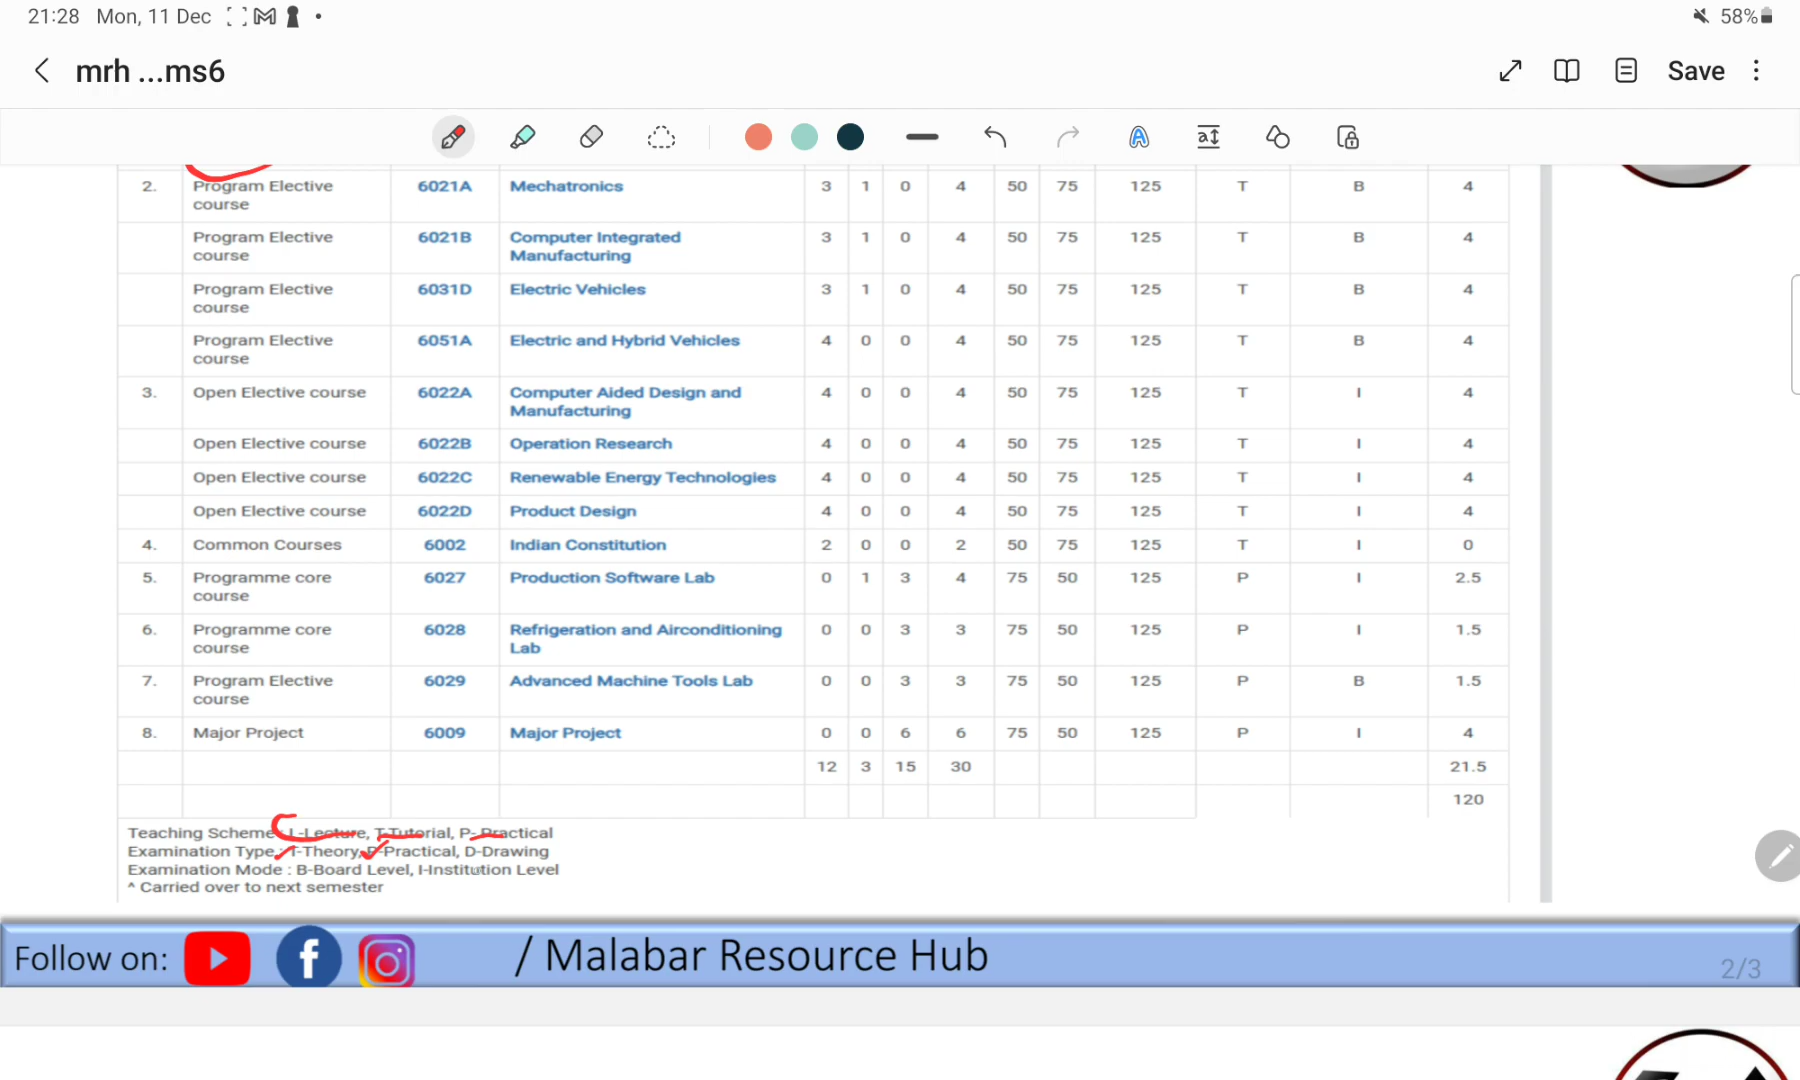 21:28 Mon, 11 Dec 58%
mrh ...ms6 Save
2. Program Elective course 6021A Mechatronics 3 1 0 4 50 75 125 T B 4
Program Elective course 6021B Computer Integrated Manufacturing 3 1 0 4 50 75 125 T B 4
Program Elective course 6031D Electric Vehicles 3 1 0 4 50 75 125 T B 4
Program Elective course 6051A Electric and Hybrid Vehicles 4 0 0 4 50 75 125 T B 4
3. Open Elective course 6022A Computer Aided Design and Manufacturing 4 0 0 4 50 75 125 T I 4
Open Elective course 6022B Operation Research 4 0 0 4 50 75 125 T I 4
Open Elective course 6022C Renewable Energy Technologies 4 0 0 4 50 75 125 T I 4
Open Elective course 6022D Product Design 4 0 0 4 50 75 125 T I 4
4. Common Courses 6002 Indian Constitution 2 0 0 2 50 75 125 T I 0
5. Programme core course 6027 Production Software Lab 0 1 3 4 75 50 125 P I 2.5
6. Programme core course 6028 Refrigeration and Airconditioning Lab 0 0 3 3 75 50 125 P I 1.5
7. Program Elective course 6029 Advanced Machine Tools Lab 0 0 3 3 75 50 125 P B 1.5
8. Major Project 6009 Major Project 0 0 6 6 75 50 125 P I 4
12 3 15 30 21.5
120
Teaching Scheme : L-Lecture, T-Tutorial, P- Practical
Examination Type : T-Theory, P-Practical, D-Drawing
Examination Mode : B-Board Level, I-Institution Level
^ Carried over to next semester
Follow on: / Malabar Resource Hub
2/3